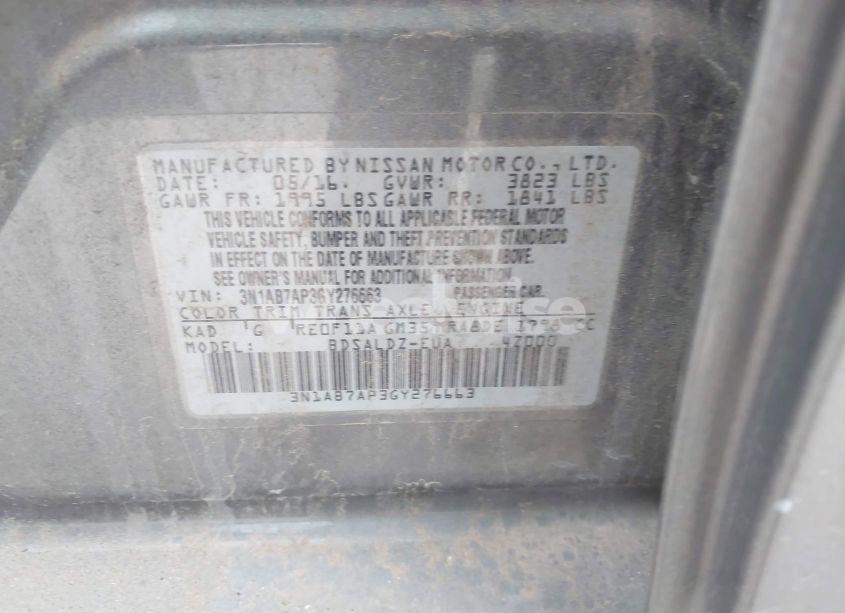 MANUFACTURED BY NISSAN MOTOR CO., LTD.
DATE: 05/16. GVWR: 3823 LBS
GAWR FR: 1995 LBS GAWR RR: 1841 LBS
THIS VEHICLE CONFORMS TO ALL APPLICABLE FEDERAL MOTOR
VEHICLE SAFETY, BUMPER AND THEFT PREVENTION STANDARDS
IN EFFECT ON THE DATE OF MANUFACTURE SHOWN ABOVE.
SEE OWNER'S MANUAL FOR ADDITIONAL INFORMATION.
VIN: 3N1AB7AP3GY276663 PASSENGER CAR
COLOR TRIM TRANS AXLE ENGINE
KAD G RE0F11A GM35 MRA8DE 1798 CC
MODEL: BDSALDZ-EUA 4Z000
3N1AB7AP3GY276663